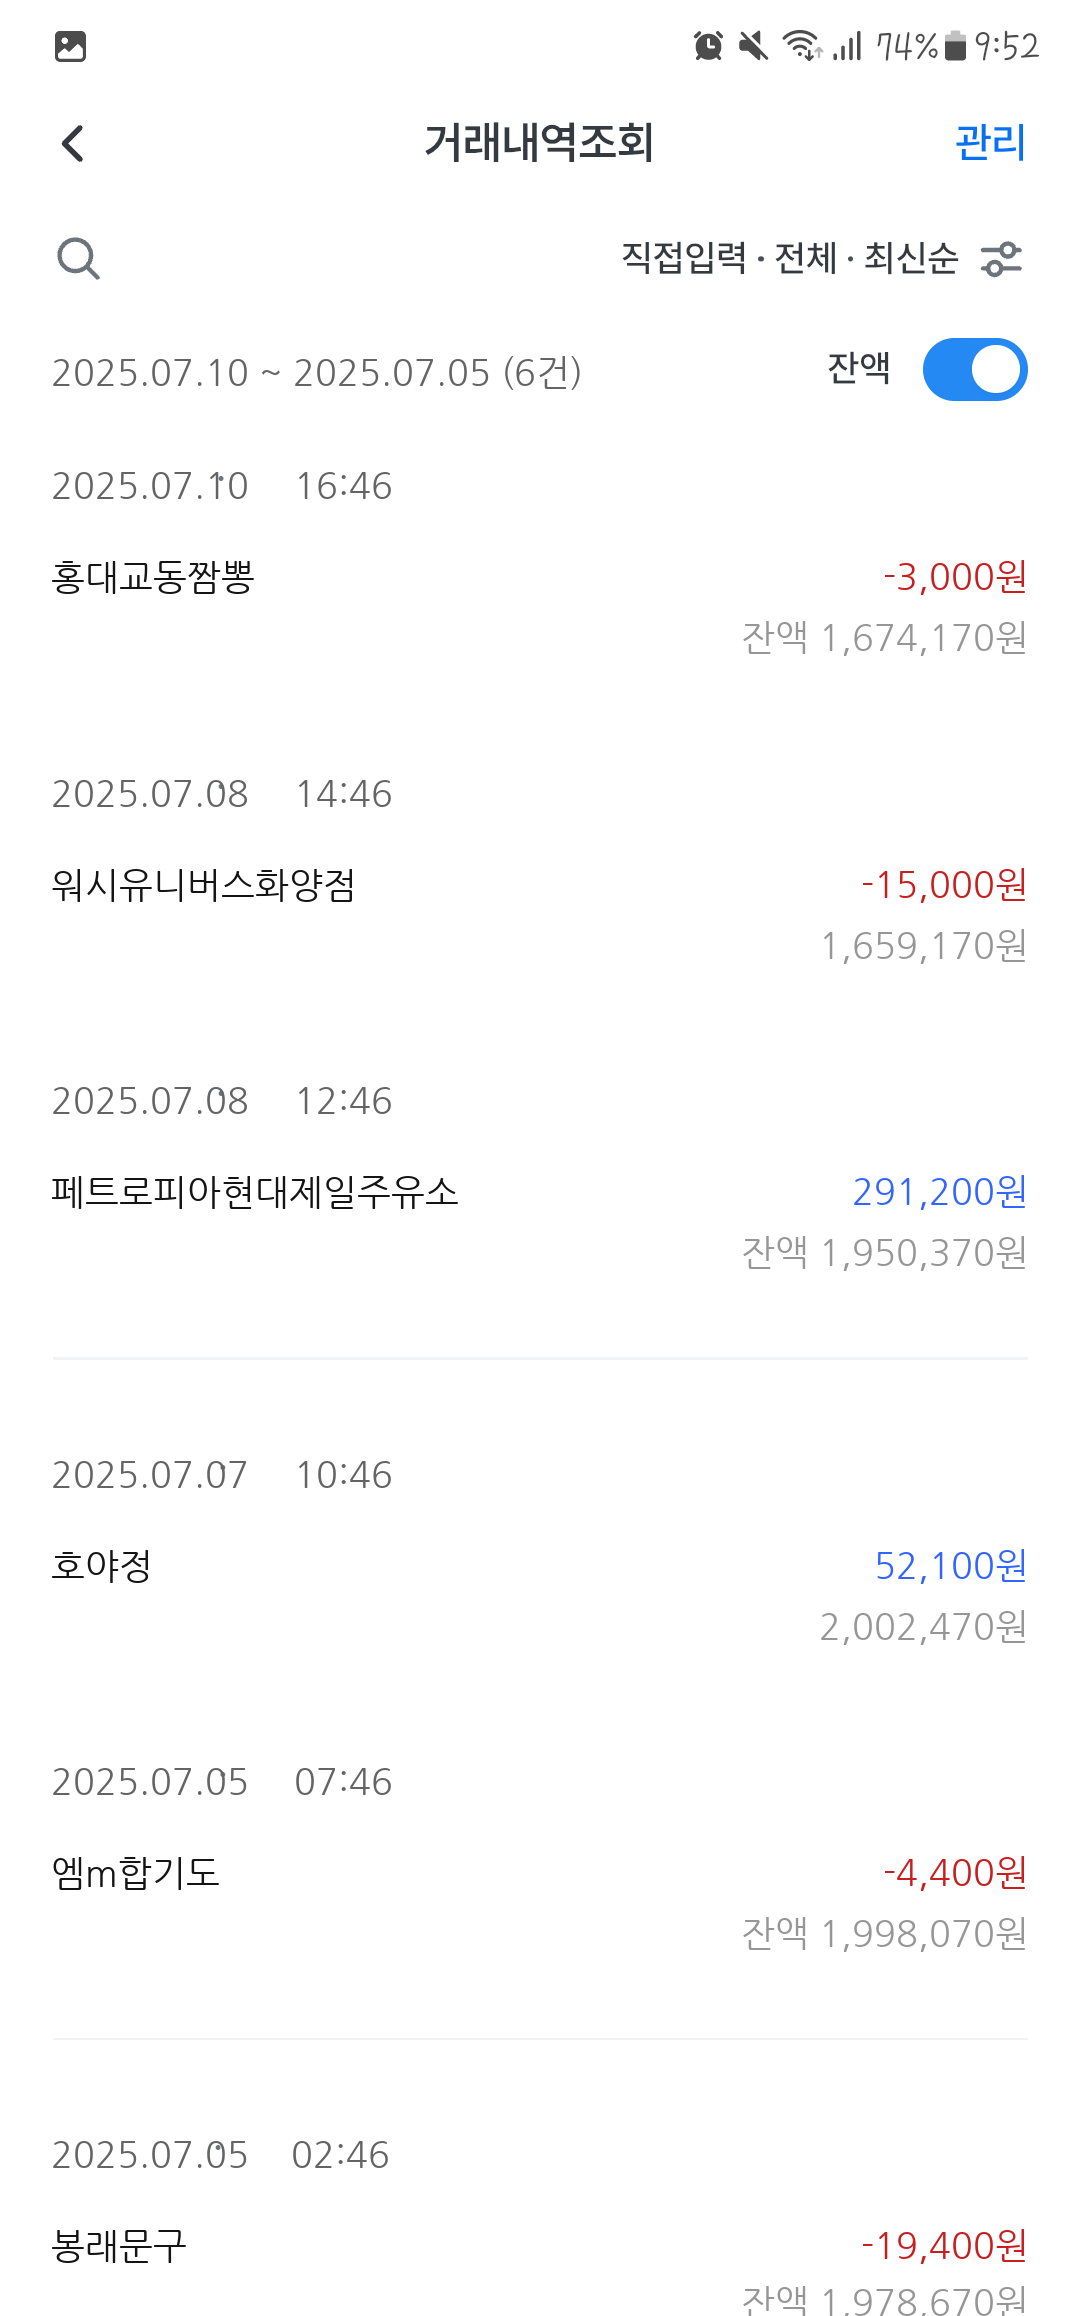 74% 9:52
거래내역조회 관리
직접입력 · 전체 · 최신순
2025.07.10 ~ 2025.07.05 (6건) 잔액
2025.07.10 16:46
홍대교동짬뽕 -3,000원
잔액 1,674,170원
2025.07.08 14:46
워시유니버스화양점 -15,000원
1,659,170원
2025.07.08 12:46
페트로피아현대제일주유소 291,200원
잔액 1,950,370원
2025.07.07 10:46
호야정 52,100원
2,002,470원
2025.07.05 07:46
엠m합기도 -4,400원
잔액 1,998,070원
2025.07.05 02:46
봉래문구 -19,400원
잔액 1,978,670원